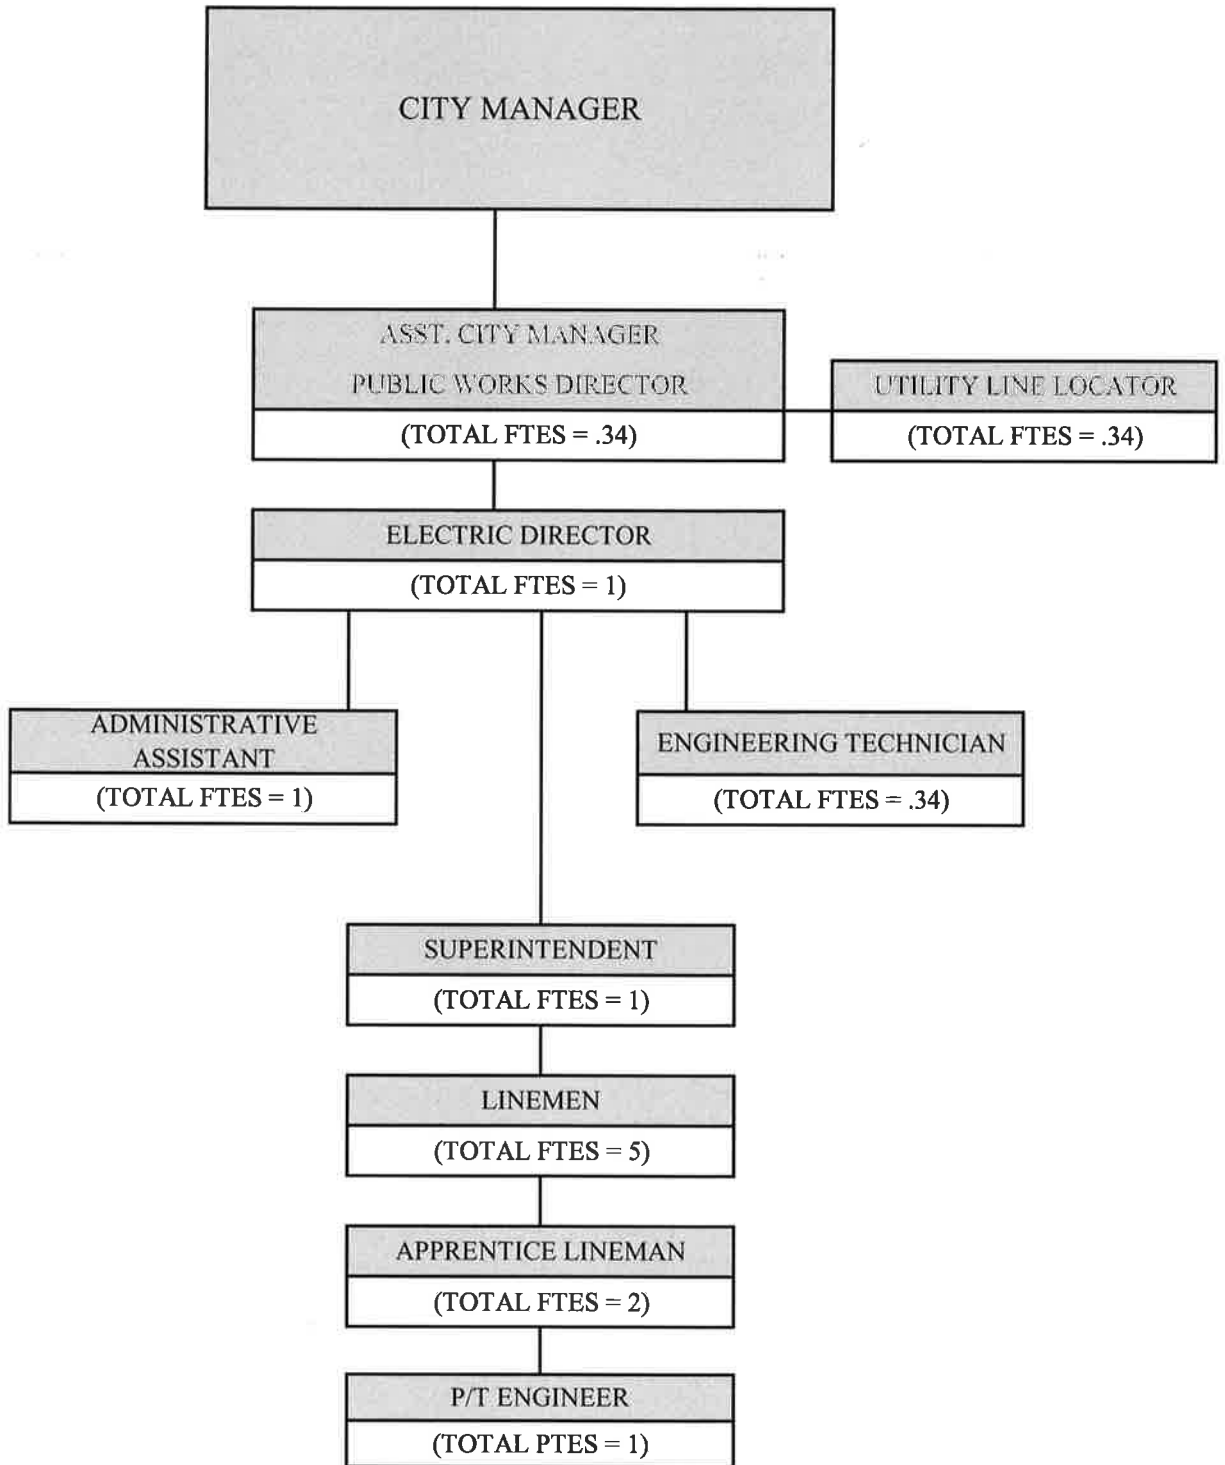 CITY MANAGER
ASST. CITY MANAGER
PUBLIC WORKS DIRECTOR
(TOTAL FTES = .34)
UTILITY LINE LOCATOR
(TOTAL FTES = .34)
ELECTRIC DIRECTOR
(TOTAL FTES = 1)
ADMINISTRATIVE
ASSISTANT
(TOTAL FTES = 1)
ENGINEERING TECHNICIAN
(TOTAL FTES = .34)
SUPERINTENDENT
(TOTAL FTES = 1)
LINEMEN
(TOTAL FTES = 5)
APPRENTICE LINEMAN
(TOTAL FTES = 2)
P/T ENGINEER
(TOTAL PTES = 1)